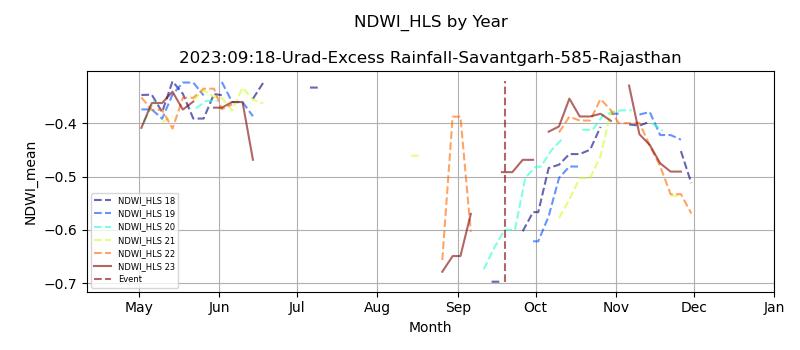 NDWI_HLS by Year
2023:09:18-Urad-Excess Rainfall-Savantgarh-585-Rajasthan
NDWI_mean
−0.4
−0.5
−0.6
−0.7
NDWI_HLS 18
NDWI_HLS 19
NDWI_HLS 20
NDWI_HLS 21
NDWI_HLS 22
NDWI_HLS 23
Event
May Jun Jul Aug Sep Oct Nov Dec Jan
Month